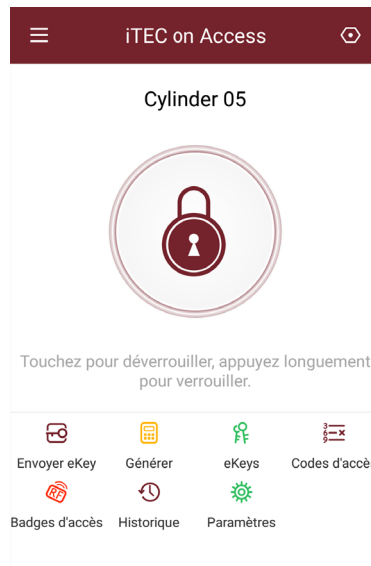 iTEC on Access
Cylinder 05
Touchez pour déverrouiller, appuyez longuement
pour verrouiller.
Envoyer eKey Générer eKeys Codes d'accè
Badges d'accès Historique Paramètres